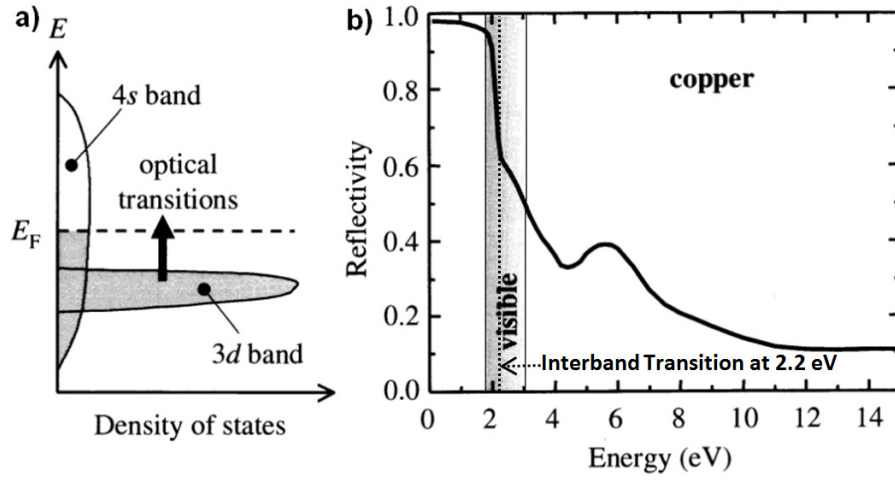 a)
E
4s band
optical
transitions
EF
3d band
Density of states
b)
1.0
0.8
0.6
0.4
0.2
0.0
Reflectivity
copper
visible
Interband Transition at 2.2 eV
0 2 4 6 8 10 12 14
Energy (eV)